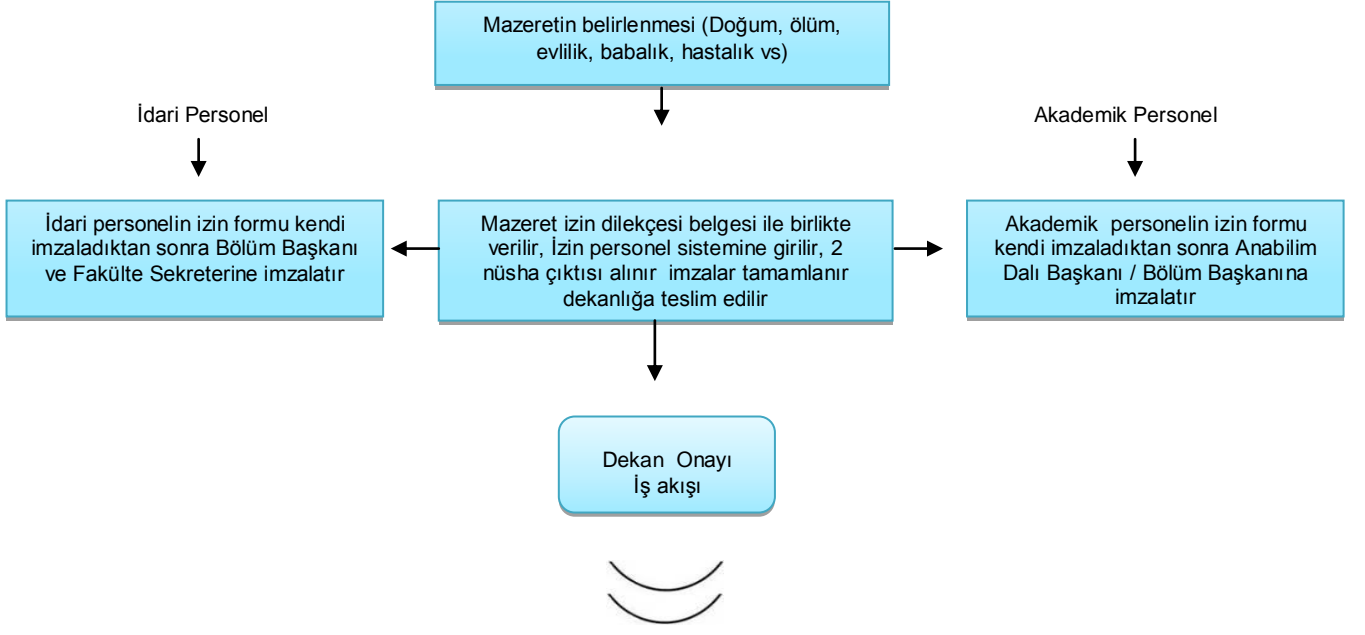 Mazeretin belirlenmesi (Doğum, ölüm,
evlilik, babalık, hastalık vs)
İdari Personel
Akademik Personel
İdari personelin izin formu kendi
imzaladıktan sonra Bölüm Başkanı
ve Fakülte Sekreterine imzalatır
Mazeret izin dilekçesi belgesi ile birlikte
verilir, İzin personel sistemine girilir, 2
nüsha çıktısı alınır imzalar tamamlanır
dekanlığa teslim edilir
Akademik personelin izin formu
kendi imzaladıktan sonra Anabilim
Dalı Başkanı / Bölüm Başkanına
imzalatır
Dekan Onayı
İş akışı